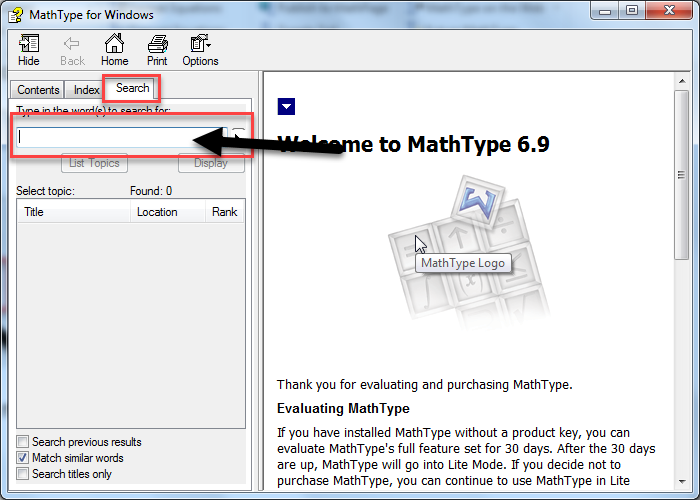 MathType for Windows
Hide Back Home Print Options
Contents Index Search
Type in the word(s) to search for:
List Topics Display
Select topic: Found: 0
Title Location Rank
Search previous results
Match similar words
Search titles only
Welcome to MathType 6.9
MathType Logo
Thank you for evaluating and purchasing MathType.
Evaluating MathType
If you have installed MathType without a product key, you can
evaluate MathType's full feature set for 30 days. After the 30 days
are up, MathType will go into Lite Mode. If you decide not to
purchase MathType, you can continue to use MathType in Lite